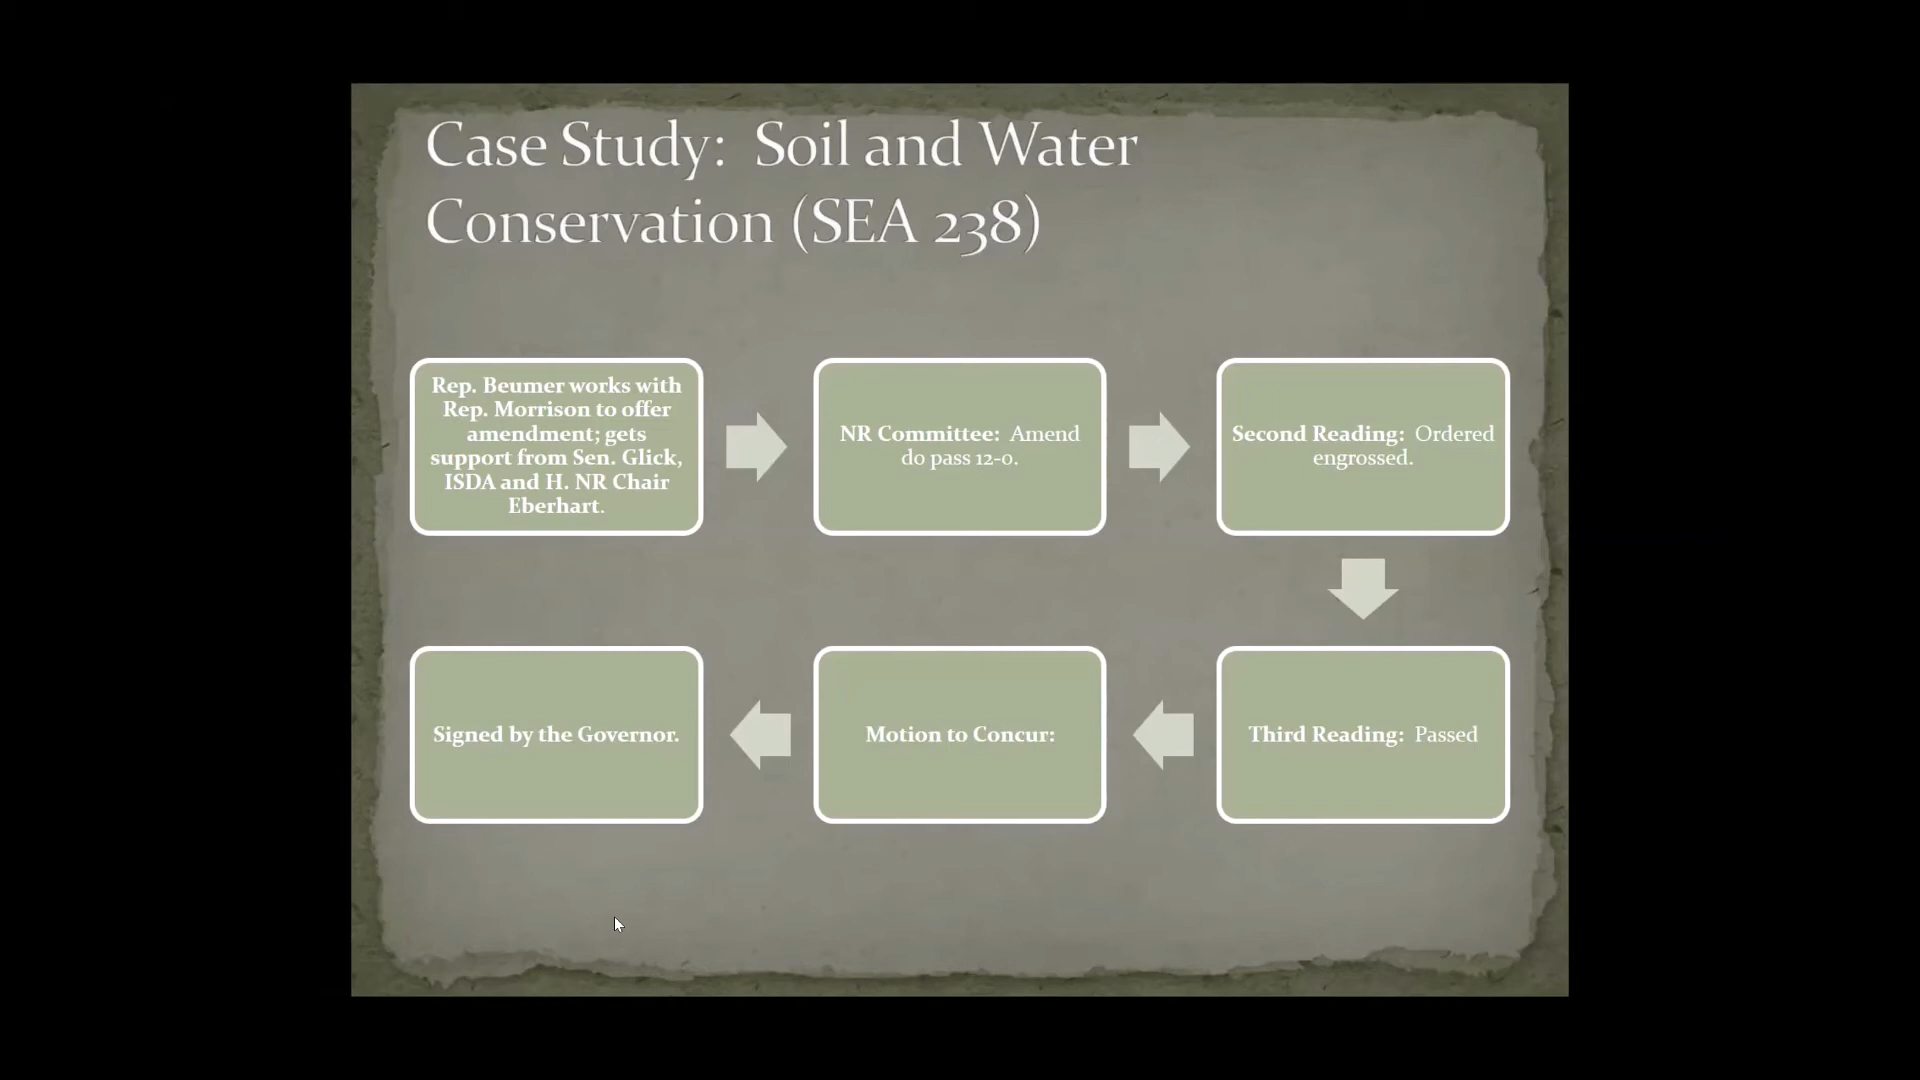 Case Study:  Soil and Water
Conservation (SEA 238)
Rep. Beumer works with
Rep. Morrison to offer
amendment; gets
support from Sen. Glick,
ISDA and H. NR Chair
Eberhart.
NR Committee:  Amend
do pass 12-0.
Second Reading:  Ordered
engrossed.
Third Reading:  Passed
Motion to Concur:
Signed by the Governor.